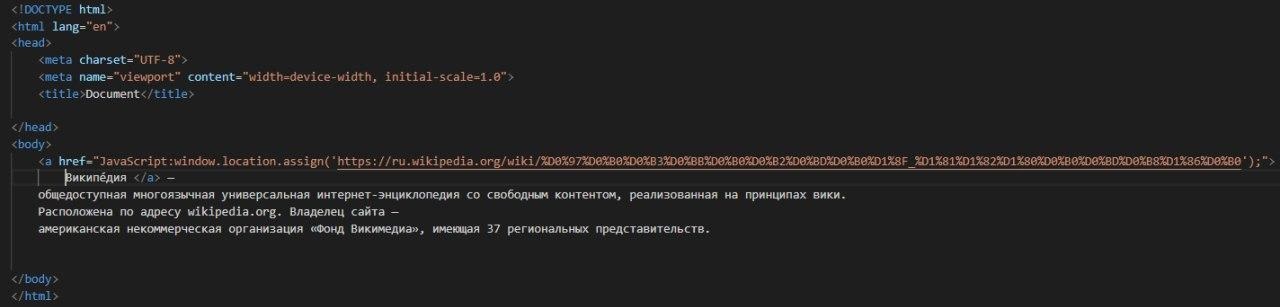 <!DOCTYPE html>
<html lang="en">
<head>
<meta charset="UTF-8">
<meta name="viewport" content="width=device-width, initial-scale=1.0">
<title>Document</title>
</head>
<body>
<a href="JavaScript:window.location.assign('https://ru.wikipedia.org/wiki/%D0%97%D0%B0%D0%B3%D0%BB%D0%B0%D0%B2%D0%BD%D0%B0%D1%8F_%D1%81%D1%82%D1%80%D0%B0%D0%BD%D0%B8%D1%86%D0%B0');">
Википе́дия </a> —
общедоступная многоязычная универсальная интернет-энциклопедия со свободным контентом, реализованная на принципах вики.
Расположена по адресу wikipedia.org. Владелец сайта —
американская некоммерческая организация «Фонд Викимедиа», имеющая 37 региональных представительств.
</body>
</html>